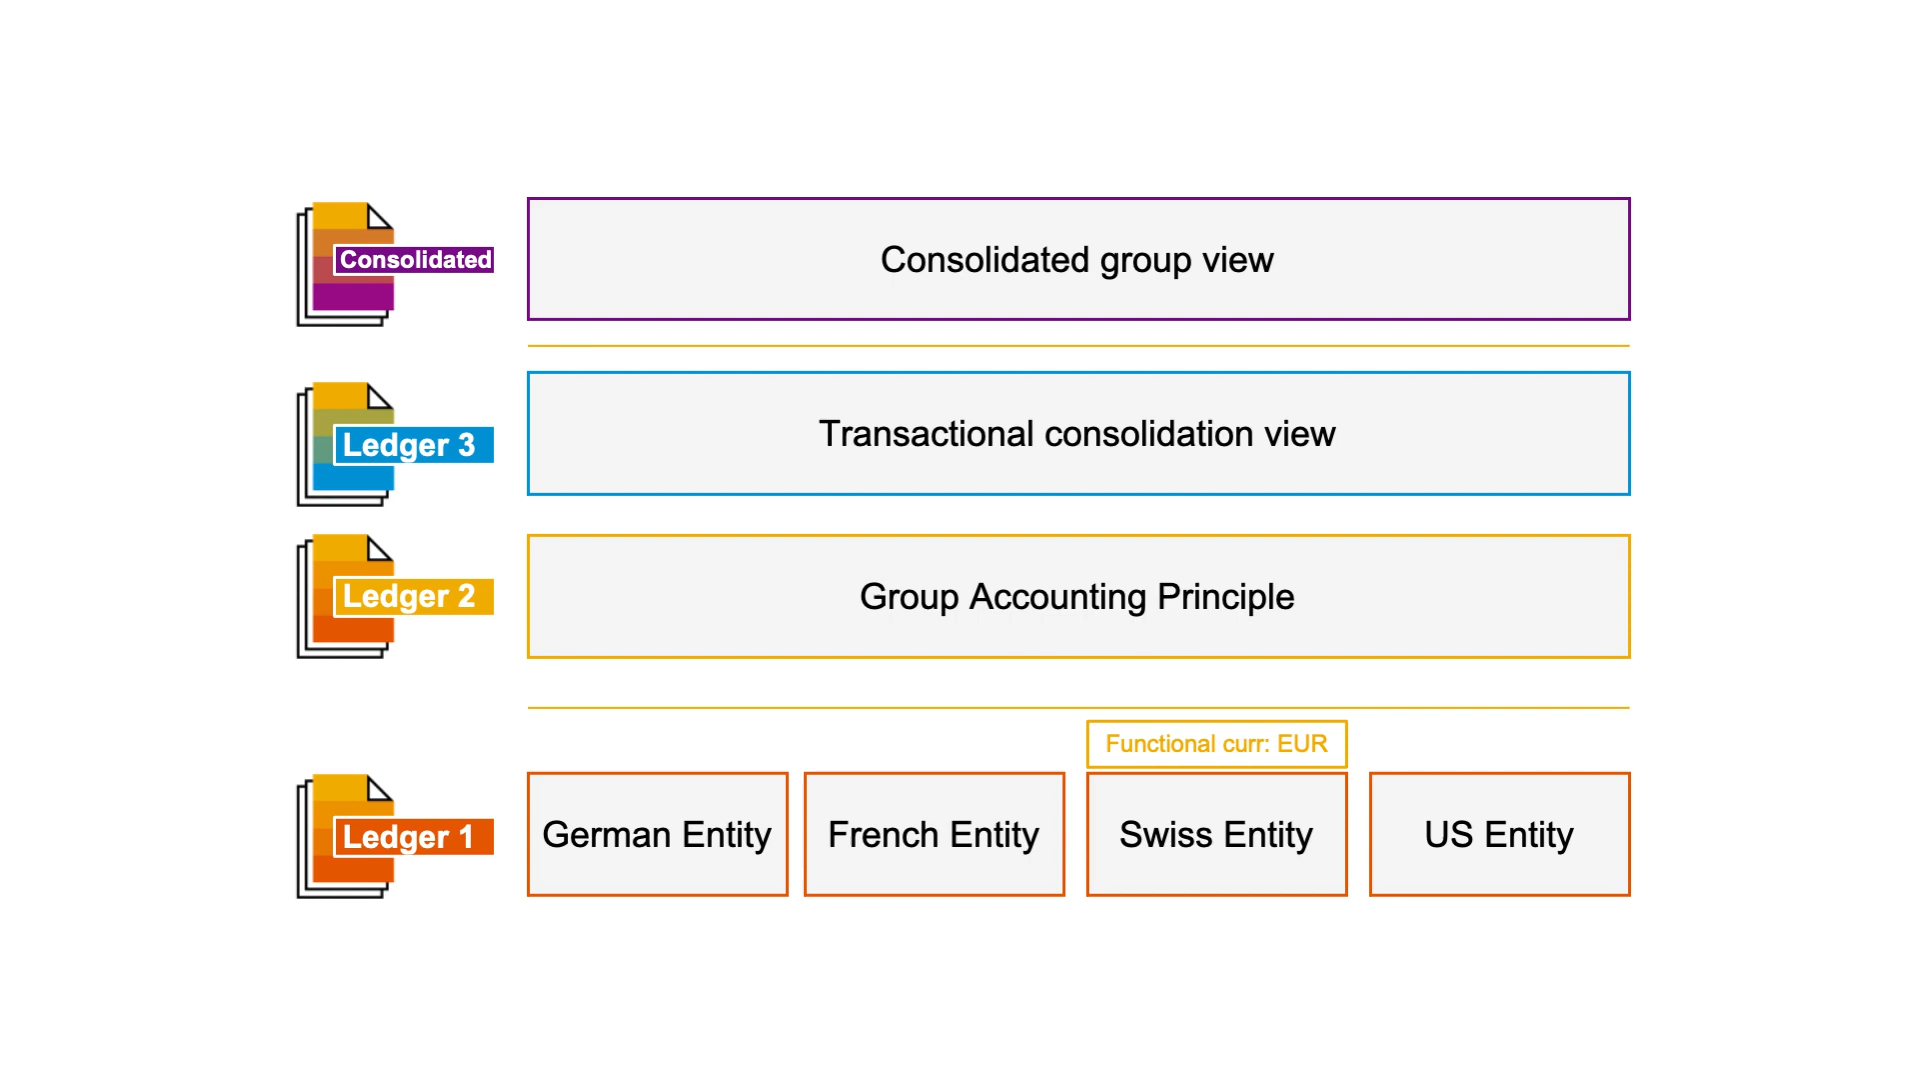 Consolidated
Consolidated group view
Ledger 3
Transactional consolidation view
Ledger 2
Group Accounting Principle
Functional curr: EUR
Ledger 1
German Entity
French Entity
Swiss Entity
US Entity